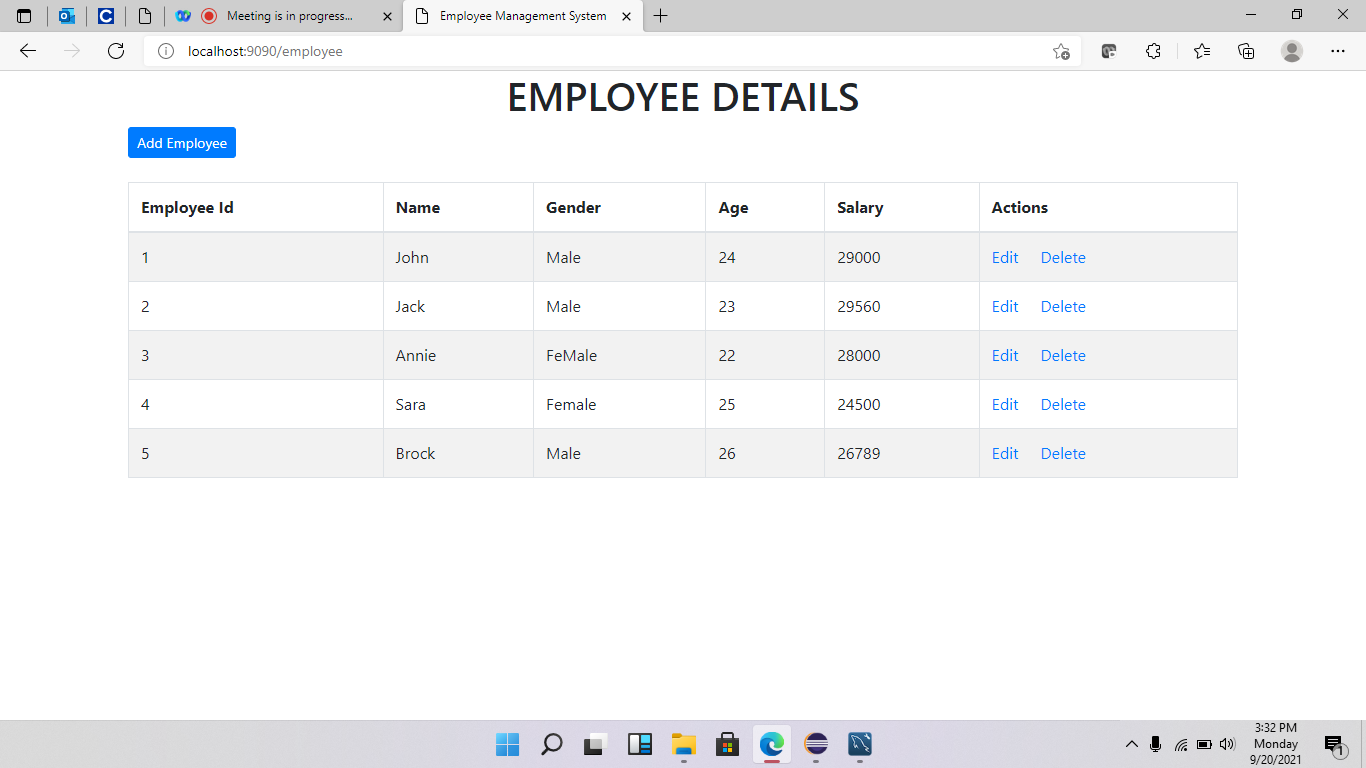 Meeting is in progress...
Employee Management System
localhost:9090/employee
EMPLOYEE DETAILS
Add Employee
Employee Id Name Gender Age Salary Actions
1 John Male 24 29000 Edit Delete
2 Jack Male 23 29560 Edit Delete
3 Annie FeMale 22 28000 Edit Delete
4 Sara Female 25 24500 Edit Delete
5 Brock Male 26 26789 Edit Delete
3:32 PM
Monday
9/20/2021
1